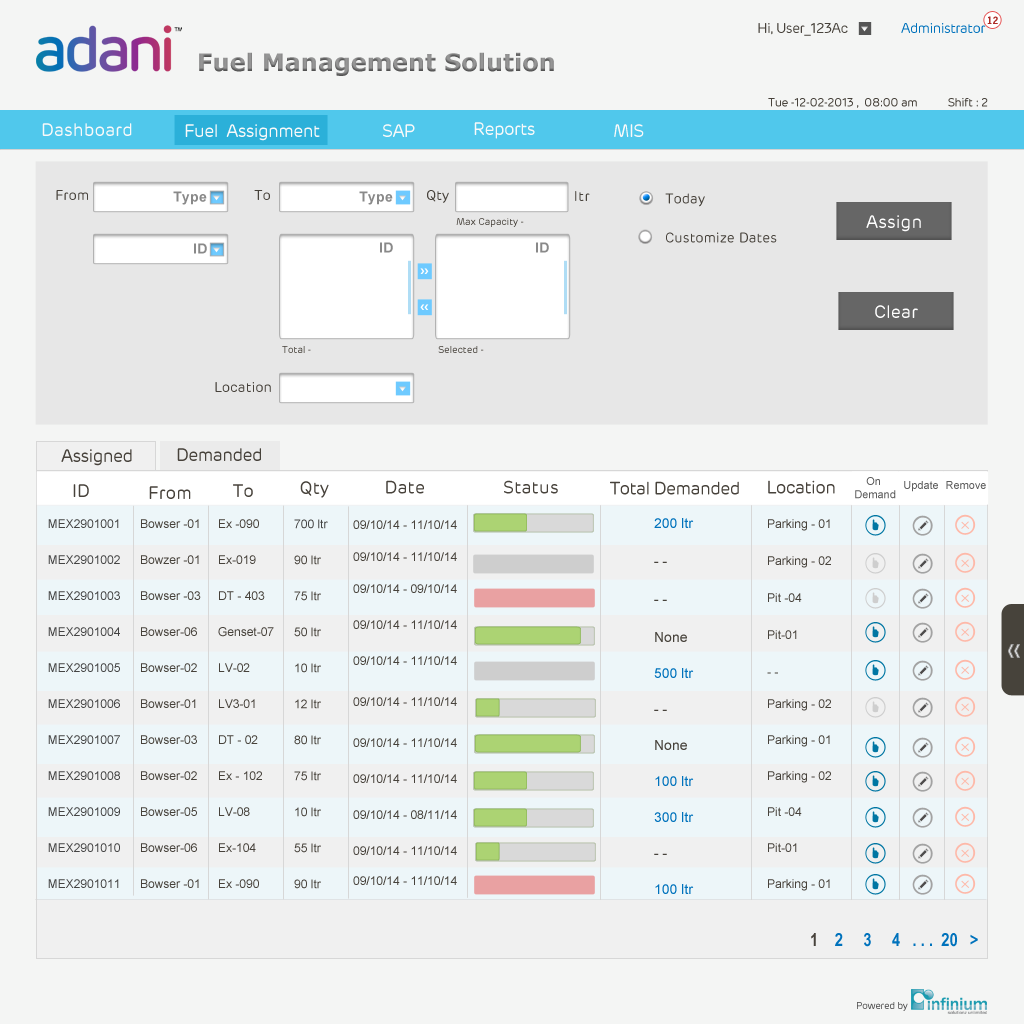 adani™
Fuel Management Solution
Hi, User_123Ac
Administrator 12
Tue -12-02-2013 , 08:00 am Shift : 2
Dashboard Fuel Assignment SAP Reports MIS
From Type To Type Qty ltr
Max Capacity -
Today
Customize Dates
Assign
ID ID ID
» «
Total - Selected -
Clear
Location
Assigned Demanded
ID From To Qty Date Status Total Demanded Location On Demand Update Remove
MEX2901001 Bowser -01 Ex -090 700 ltr 09/10/14 - 11/10/14 200 ltr Parking - 01
MEX2901002 Bowzer -01 Ex-019 90 ltr 09/10/14 - 11/10/14 - - Parking - 02
MEX2901003 Bowser -03 DT - 403 75 ltr 09/10/14 - 09/10/14 - - Pit -04
MEX2901004 Bowser-06 Genset-07 50 ltr 09/10/14 - 11/10/14 None Pit-01
MEX2901005 Bowser-02 LV-02 10 ltr 09/10/14 - 11/10/14 500 ltr - -
MEX2901006 Bowser-01 LV3-01 12 ltr 09/10/14 - 11/10/14 - - Parking - 02
MEX2901007 Bowser-03 DT - 02 80 ltr 09/10/14 - 11/10/14 None Parking - 01
MEX2901008 Bowser-02 Ex - 102 75 ltr 09/10/14 - 11/10/14 100 ltr Parking - 02
MEX2901009 Bowser-05 LV-08 10 ltr 09/10/14 - 08/11/14 300 ltr Pit -04
MEX2901010 Bowser-06 Ex-104 55 ltr 09/10/14 - 11/10/14 - - Pit-01
MEX2901011 Bowser -01 Ex -090 90 ltr 09/10/14 - 11/10/14 100 ltr Parking - 01
«
1 2 3 4 ... 20 >
Powered by infinium